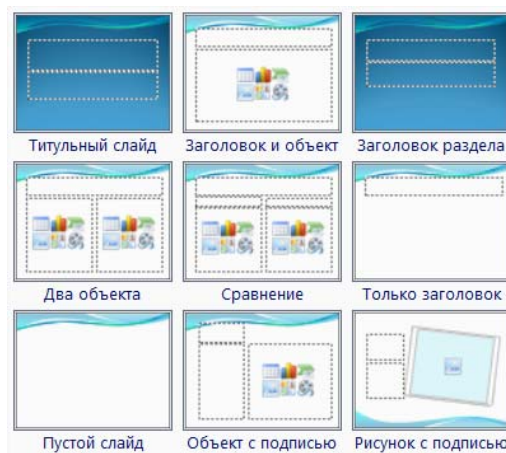 Титульный слайд
Заголовок и объект
Заголовок раздела
Два объекта
Сравнение
Только заголовок
Пустой слайд
Объект с подписью
Рисунок с подписью